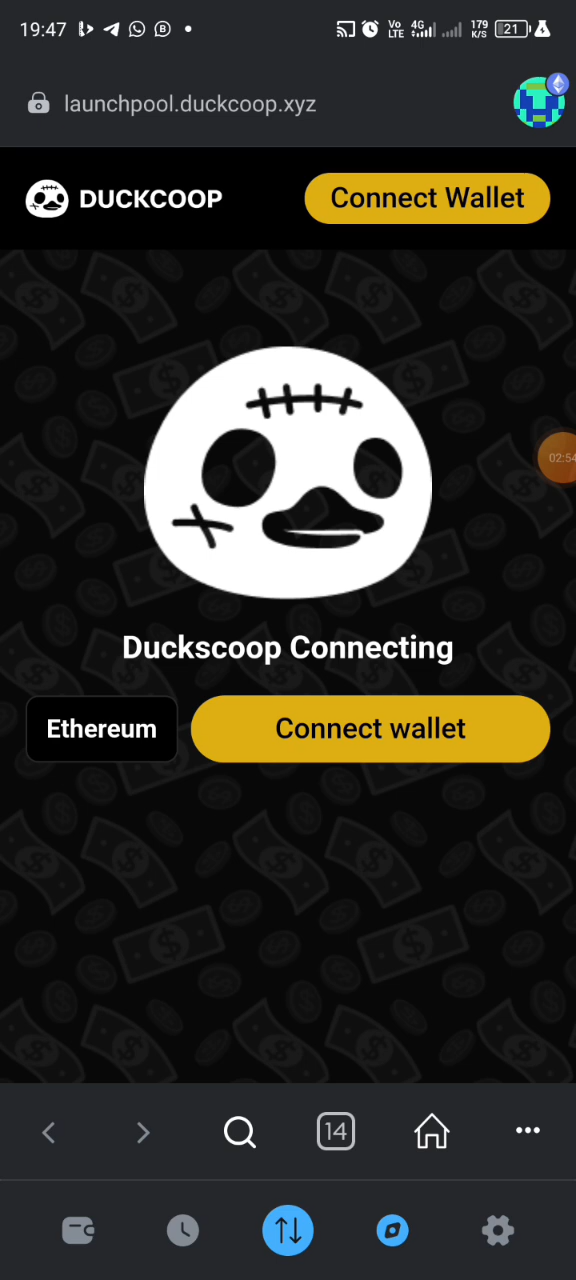 19:47
Vo LTE 4G 179 K/S 21
launchpool.duckcoop.xyz
DUCKCOOP
Connect Wallet
02:54
Duckscoop Connecting
Ethereum
Connect wallet
14